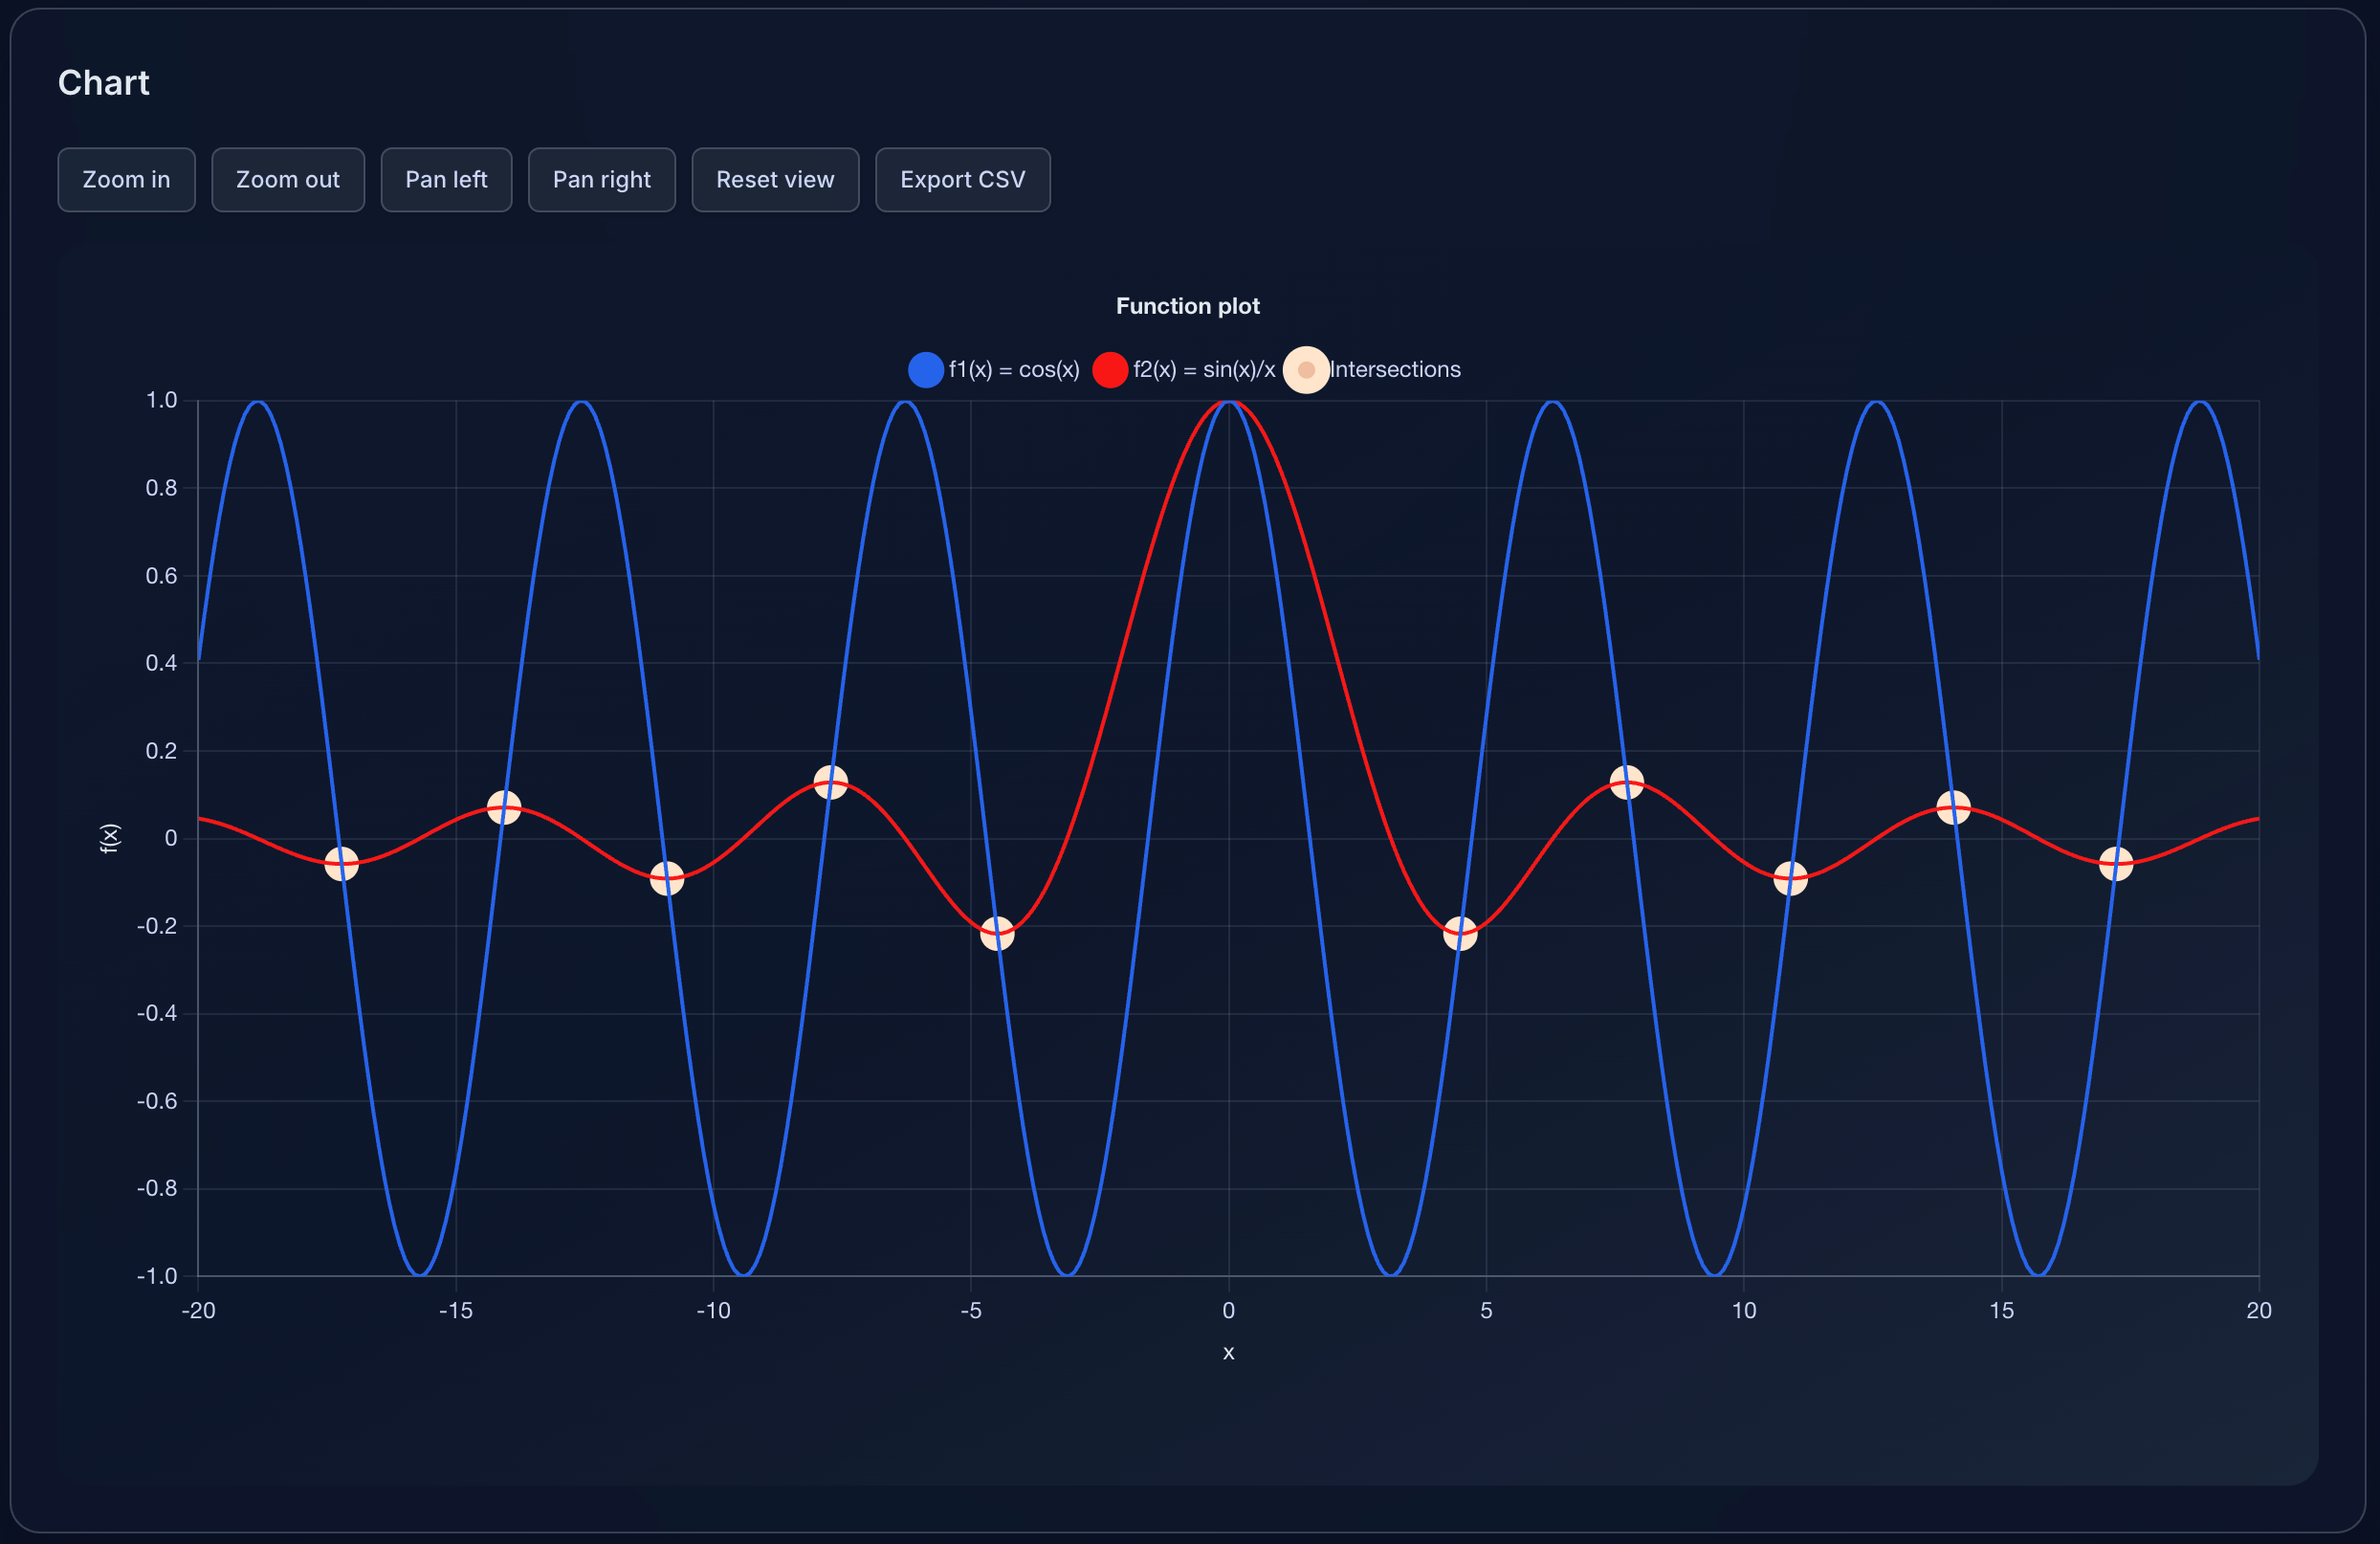 Chart
Zoom in Zoom out Pan left Pan right Reset view Export CSV
Function plot
f1(x) = cos(x) f2(x) = sin(x)/x Intersections
1.0
0.8
0.6
0.4
0.2
0
-0.2
-0.4
-0.6
-0.8
-1.0
f(x)
-20 -15 -10 -5 0 5 10 15 20
x